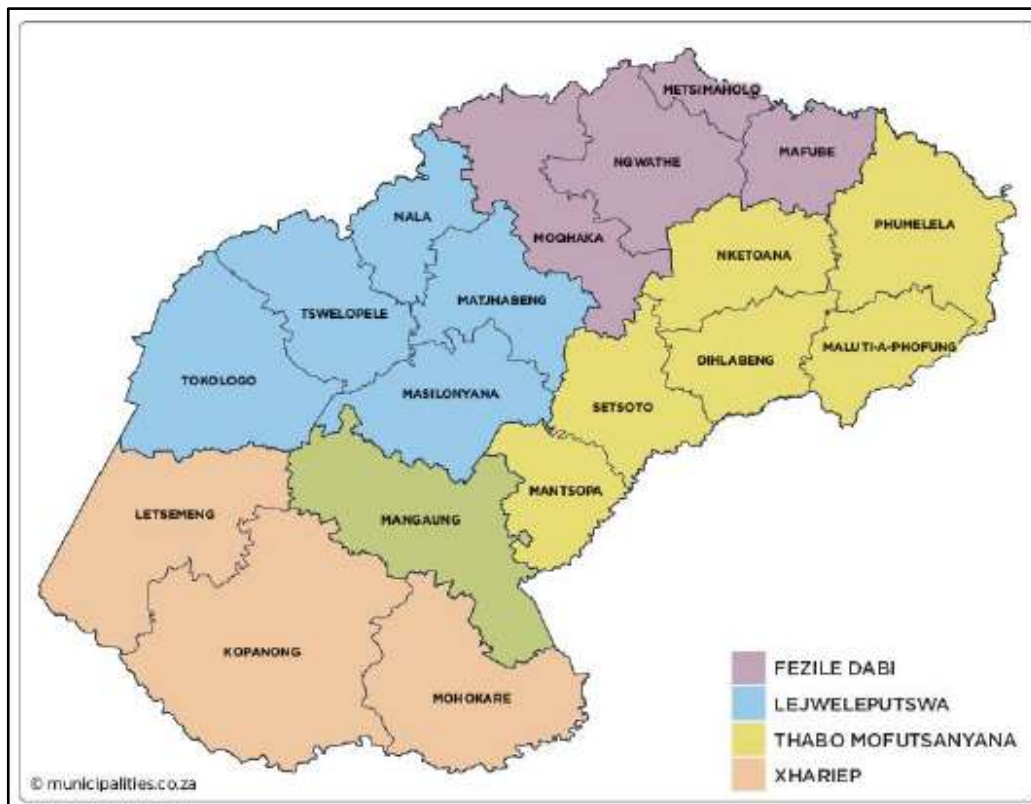 METSIMAHOLO
MAFUBE
NGWATHE
NALA
MOQHAKA
PHUMELELA
NKETOANA
TSWELOPELE
MATJHABENG
DIHLABENG
MALUTI-A-PHOFUNG
TOKOLOGO
MASILONYANA
SETSOTO
MANTSOPA
LETSEMENG
MANGAUNG
KOPANONG
MOHOKARE
FEZILE DABI
LEJWELEPUTSWA
THABO MOFUTSANYANA
XHARIEP
© municipalities.co.za